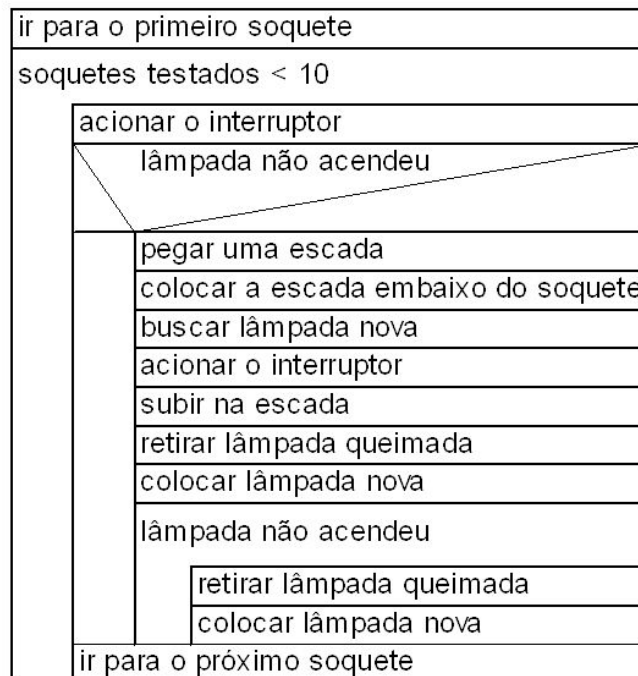 ir para o primeiro soquete
soquetes testados < 10
acionar o interruptor
lâmpada não acendeu
pegar uma escada
colocar a escada embaixo do soquete
buscar lâmpada nova
acionar o interruptor
subir na escada
retirar lâmpada queimada
colocar lâmpada nova
lâmpada não acendeu
retirar lâmpada queimada
colocar lâmpada nova
ir para o próximo soquete